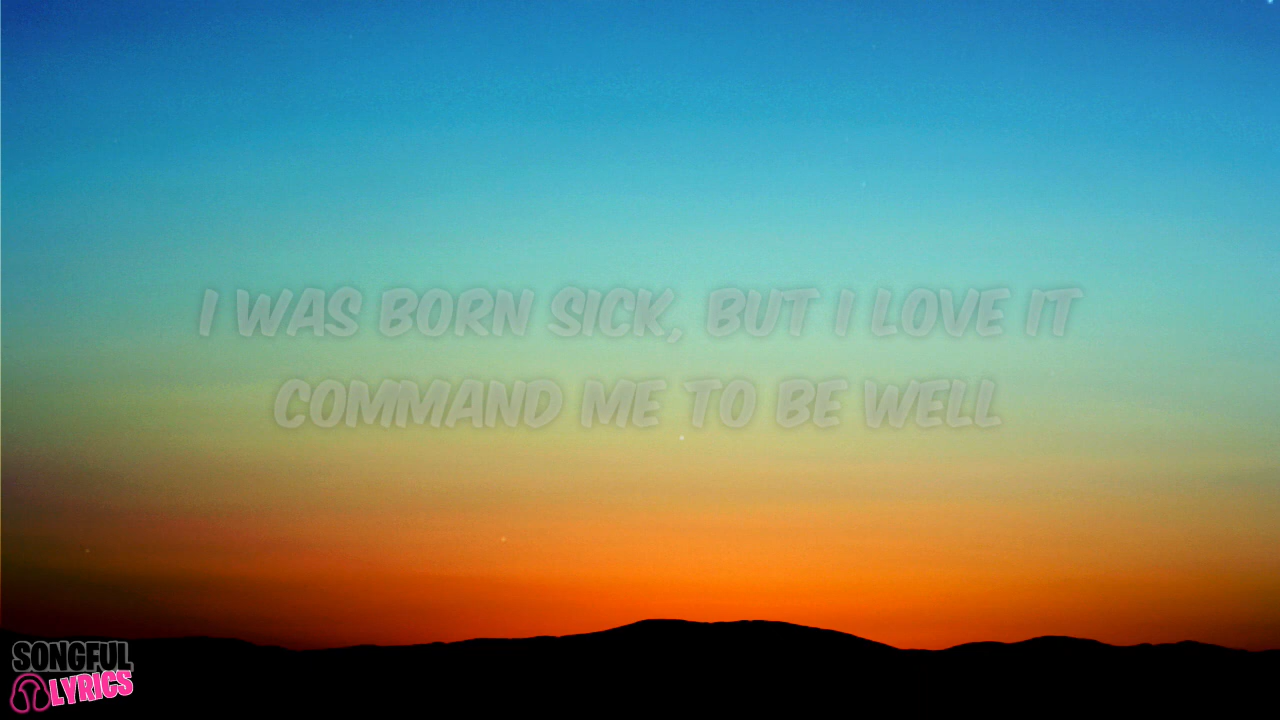 I WAS BORN SICK, BUT I LOVE IT
COMMAND ME TO BE WELL
SONGFUL
LYRICS